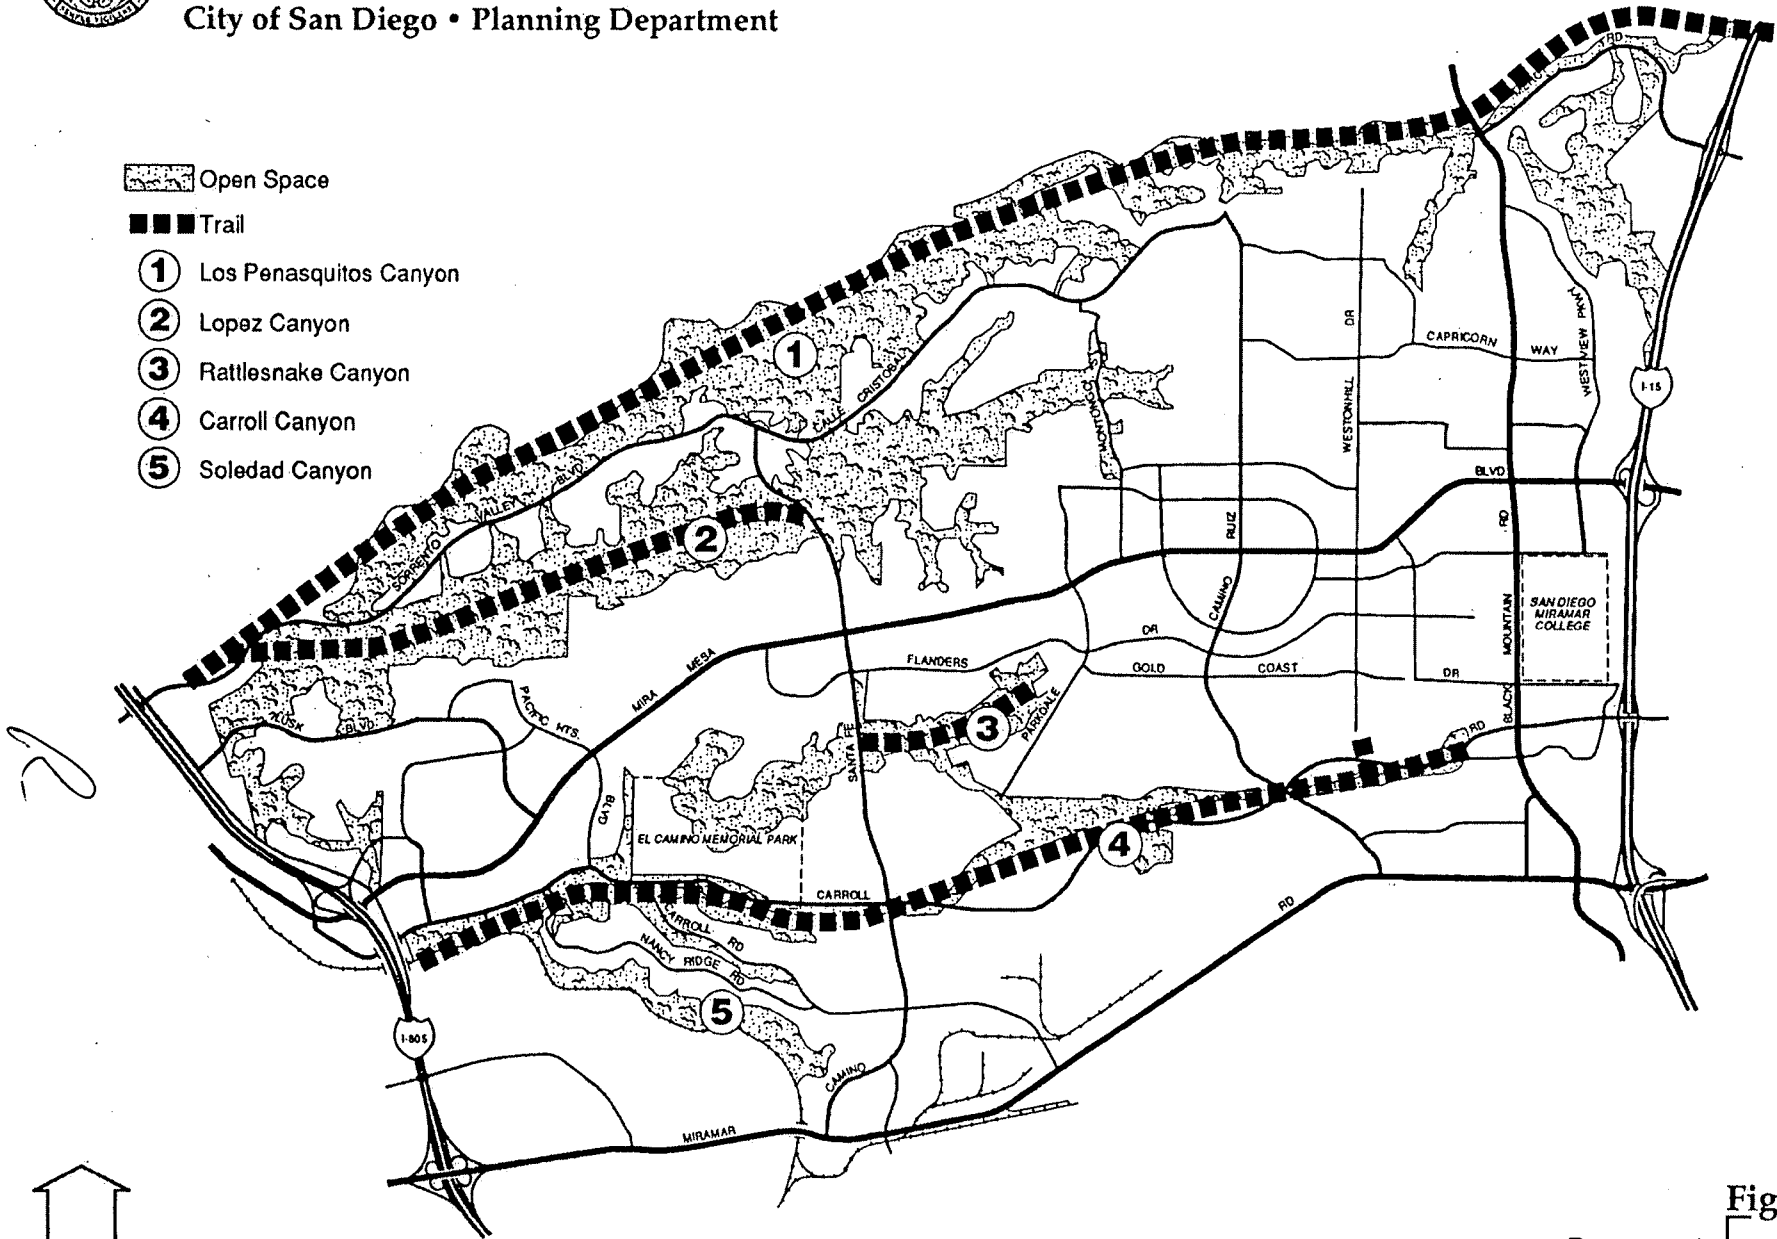 City of San Diego • Planning Department
Open Space
Trail
1 Los Penasquitos Canyon
2 Lopez Canyon
3 Rattlesnake Canyon
4 Carroll Canyon
5 Soledad Canyon
RD
1
CALLE CRISTOBAL
DR
CAPRICORN WAY
WESTVIEW PKWY
I-15
MONTONGO
WESTONHILL
SORRENTO VALLEY BLVD
2
BLVD
RUIZ
RD
CAMINO
MOUNTAIN
SAN DIEGO
MIRAMAR
COLLEGE
MIRA MESA
FLANDERS
DR
GOLD COAST DR
LUSK BLVD
PACIFIC HTS. BLVD
SANTA FE
3
PARKDALE
BLACK
RD
EL CAMINO MEMORIAL PARK
4
CARROLL
RD
CARROLL RD
NANCY RIDGE RD
5
I-805
CAMINO
MIRAMAR
Fig